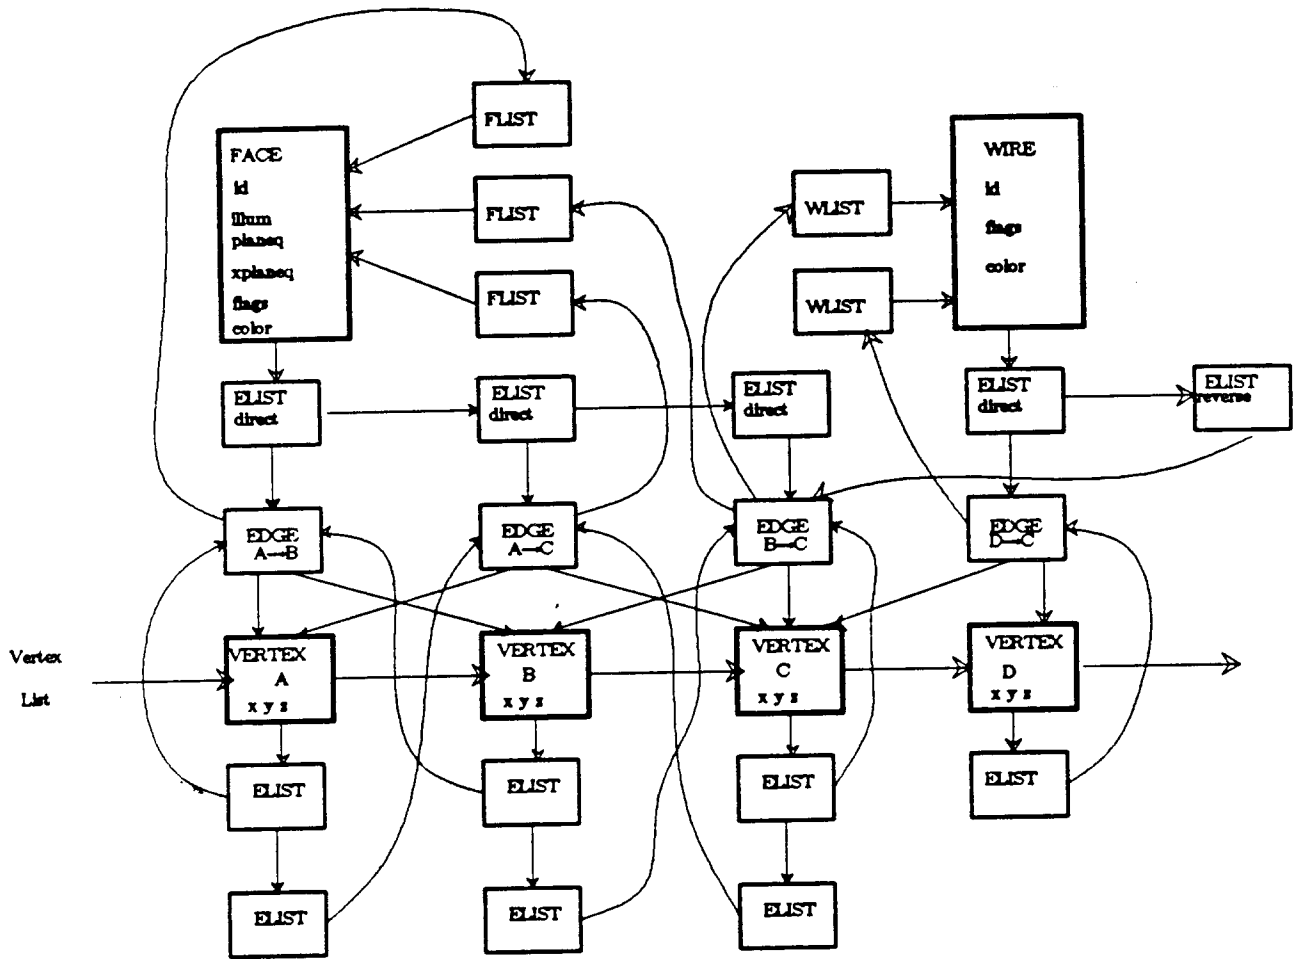 FLIST
FACE
id
illum
planeq
xplaneq
flags
color
FLIST
FLIST
WLIST
WLIST
WIRE
id
flags
color
ELIST
direct
ELIST
direct
ELIST
direct
ELIST
direct
ELIST
reverse
EDGE
A→B
EDGE
A→C
EDGE
B→C
EDGE
D→C
Vertex
List
VERTEX
A
x y z
VERTEX
B
x y z
VERTEX
C
x y z
VERTEX
D
x y z
ELIST
ELIST
ELIST
ELIST
ELIST
ELIST
ELIST